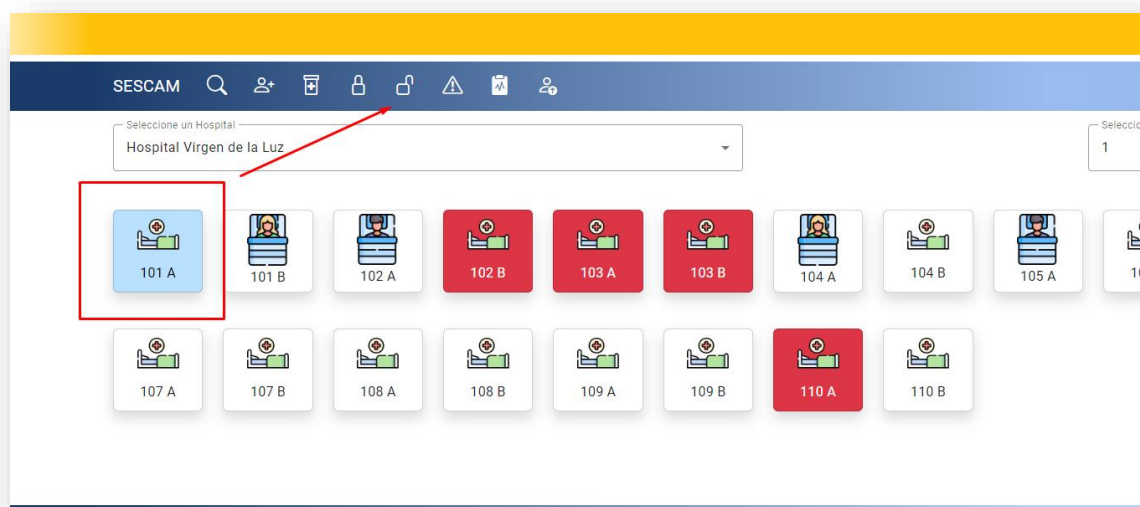 SESCAM
Seleccione un Hospital
Hospital Virgen de la Luz
1
101 A
101 B
102 A
102 B
103 A
103 B
104 A
104 B
105 A
107 A
107 B
108 A
108 B
109 A
109 B
110 A
110 B